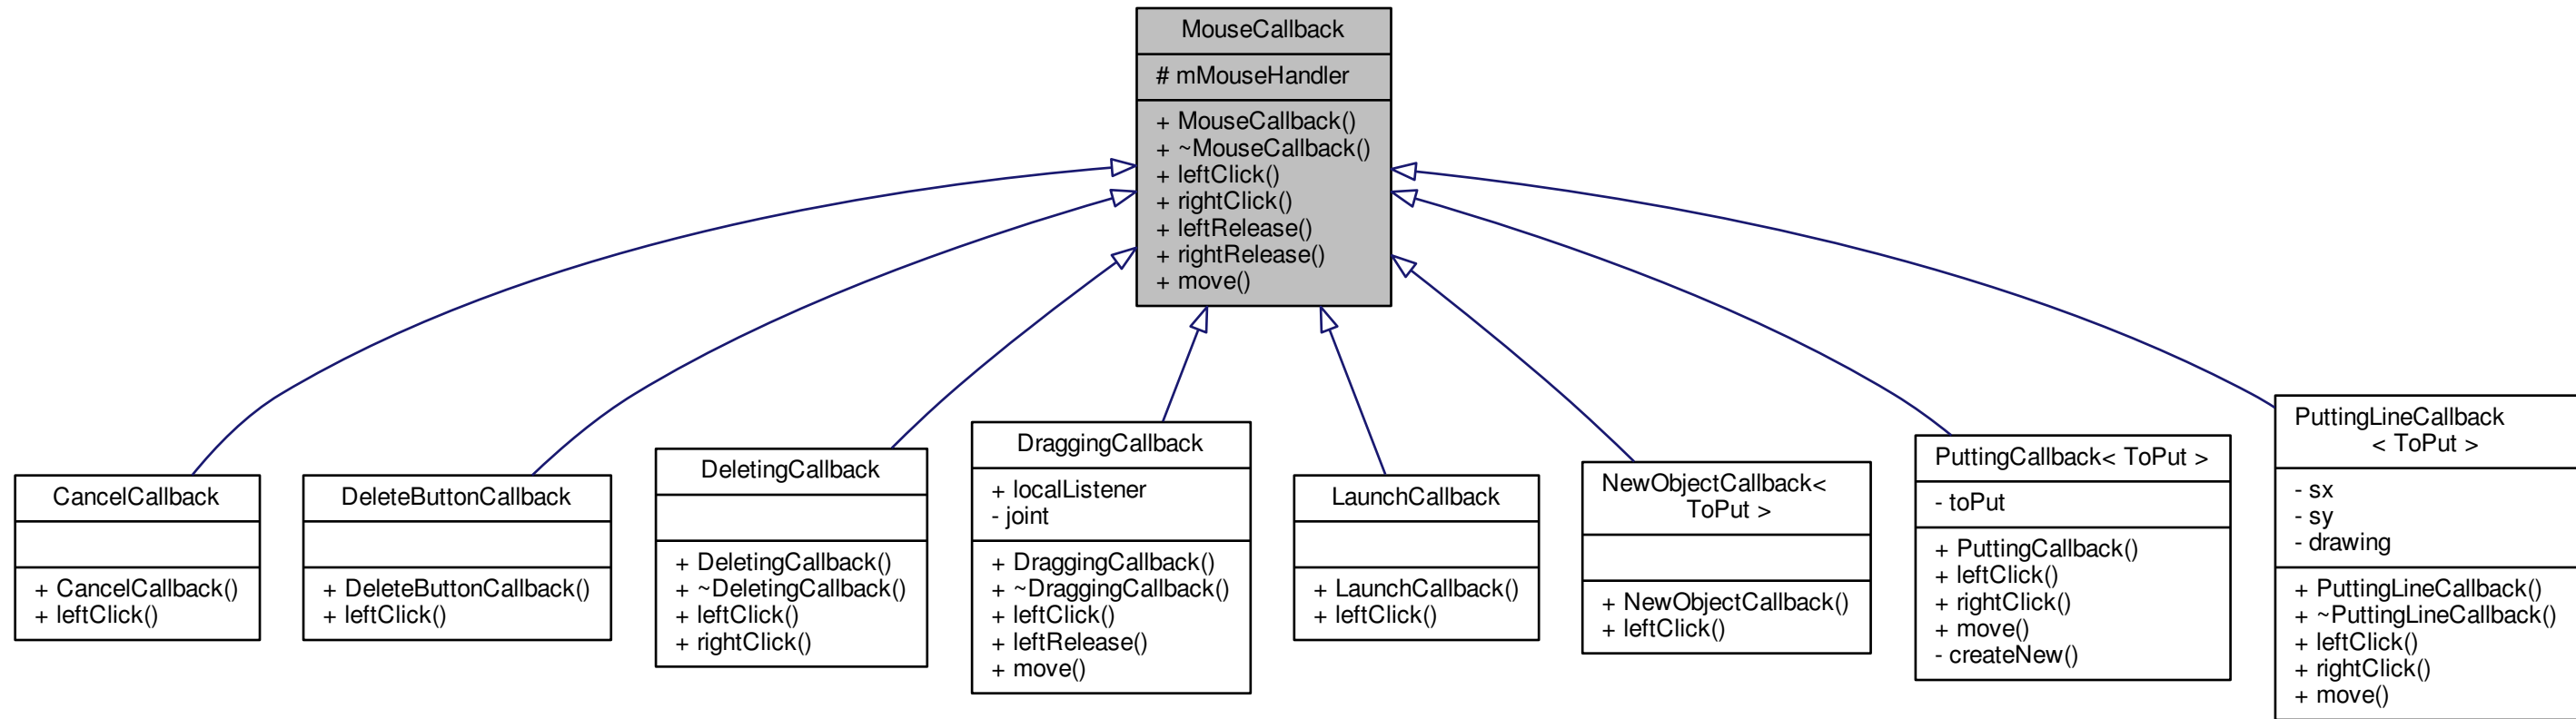 MouseCallback
# mMouseHandler
+ MouseCallback()
+ ~MouseCallback()
+ leftClick()
+ rightClick()
+ leftRelease()
+ rightRelease()
+ move()
CancelCallback
+ CancelCallback()
+ leftClick()
DeleteButtonCallback
+ DeleteButtonCallback()
+ leftClick()
DeletingCallback
+ DeletingCallback()
+ ~DeletingCallback()
+ leftClick()
+ rightClick()
DraggingCallback
+ localListener
- joint
+ DraggingCallback()
+ ~DraggingCallback()
+ leftClick()
+ leftRelease()
+ move()
LaunchCallback
+ LaunchCallback()
+ leftClick()
NewObjectCallback<
ToPut >
+ NewObjectCallback()
+ leftClick()
PuttingCallback< ToPut >
- toPut
+ PuttingCallback()
+ leftClick()
+ rightClick()
+ move()
- createNew()
PuttingLineCallback
< ToPut >
- sx
- sy
- drawing
+ PuttingLineCallback()
+ ~PuttingLineCallback()
+ leftClick()
+ rightClick()
+ move()